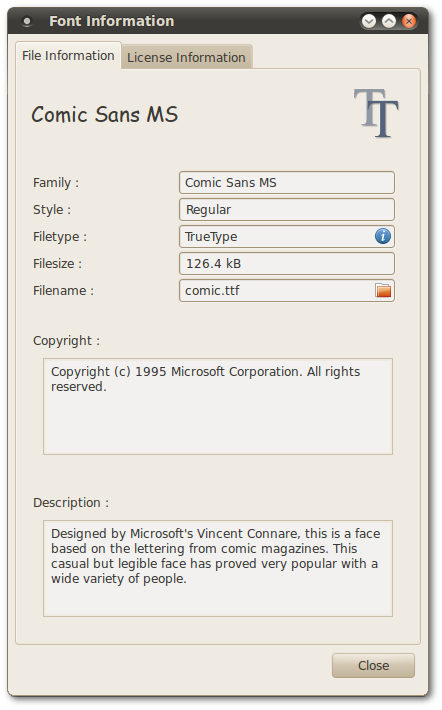 Font Information
File Information
License Information
Comic Sans MS
TT
Family :
Comic Sans MS
Style :
Regular
Filetype :
TrueType
i
Filesize :
126.4 kB
Filename :
comic.ttf
Copyright :
Copyright (c) 1995 Microsoft Corporation. All rights
reserved.
Description :
Designed by Microsoft's Vincent Connare, this is a face
based on the lettering from comic magazines. This
casual but legible face has proved very popular with a
wide variety of people.
Close